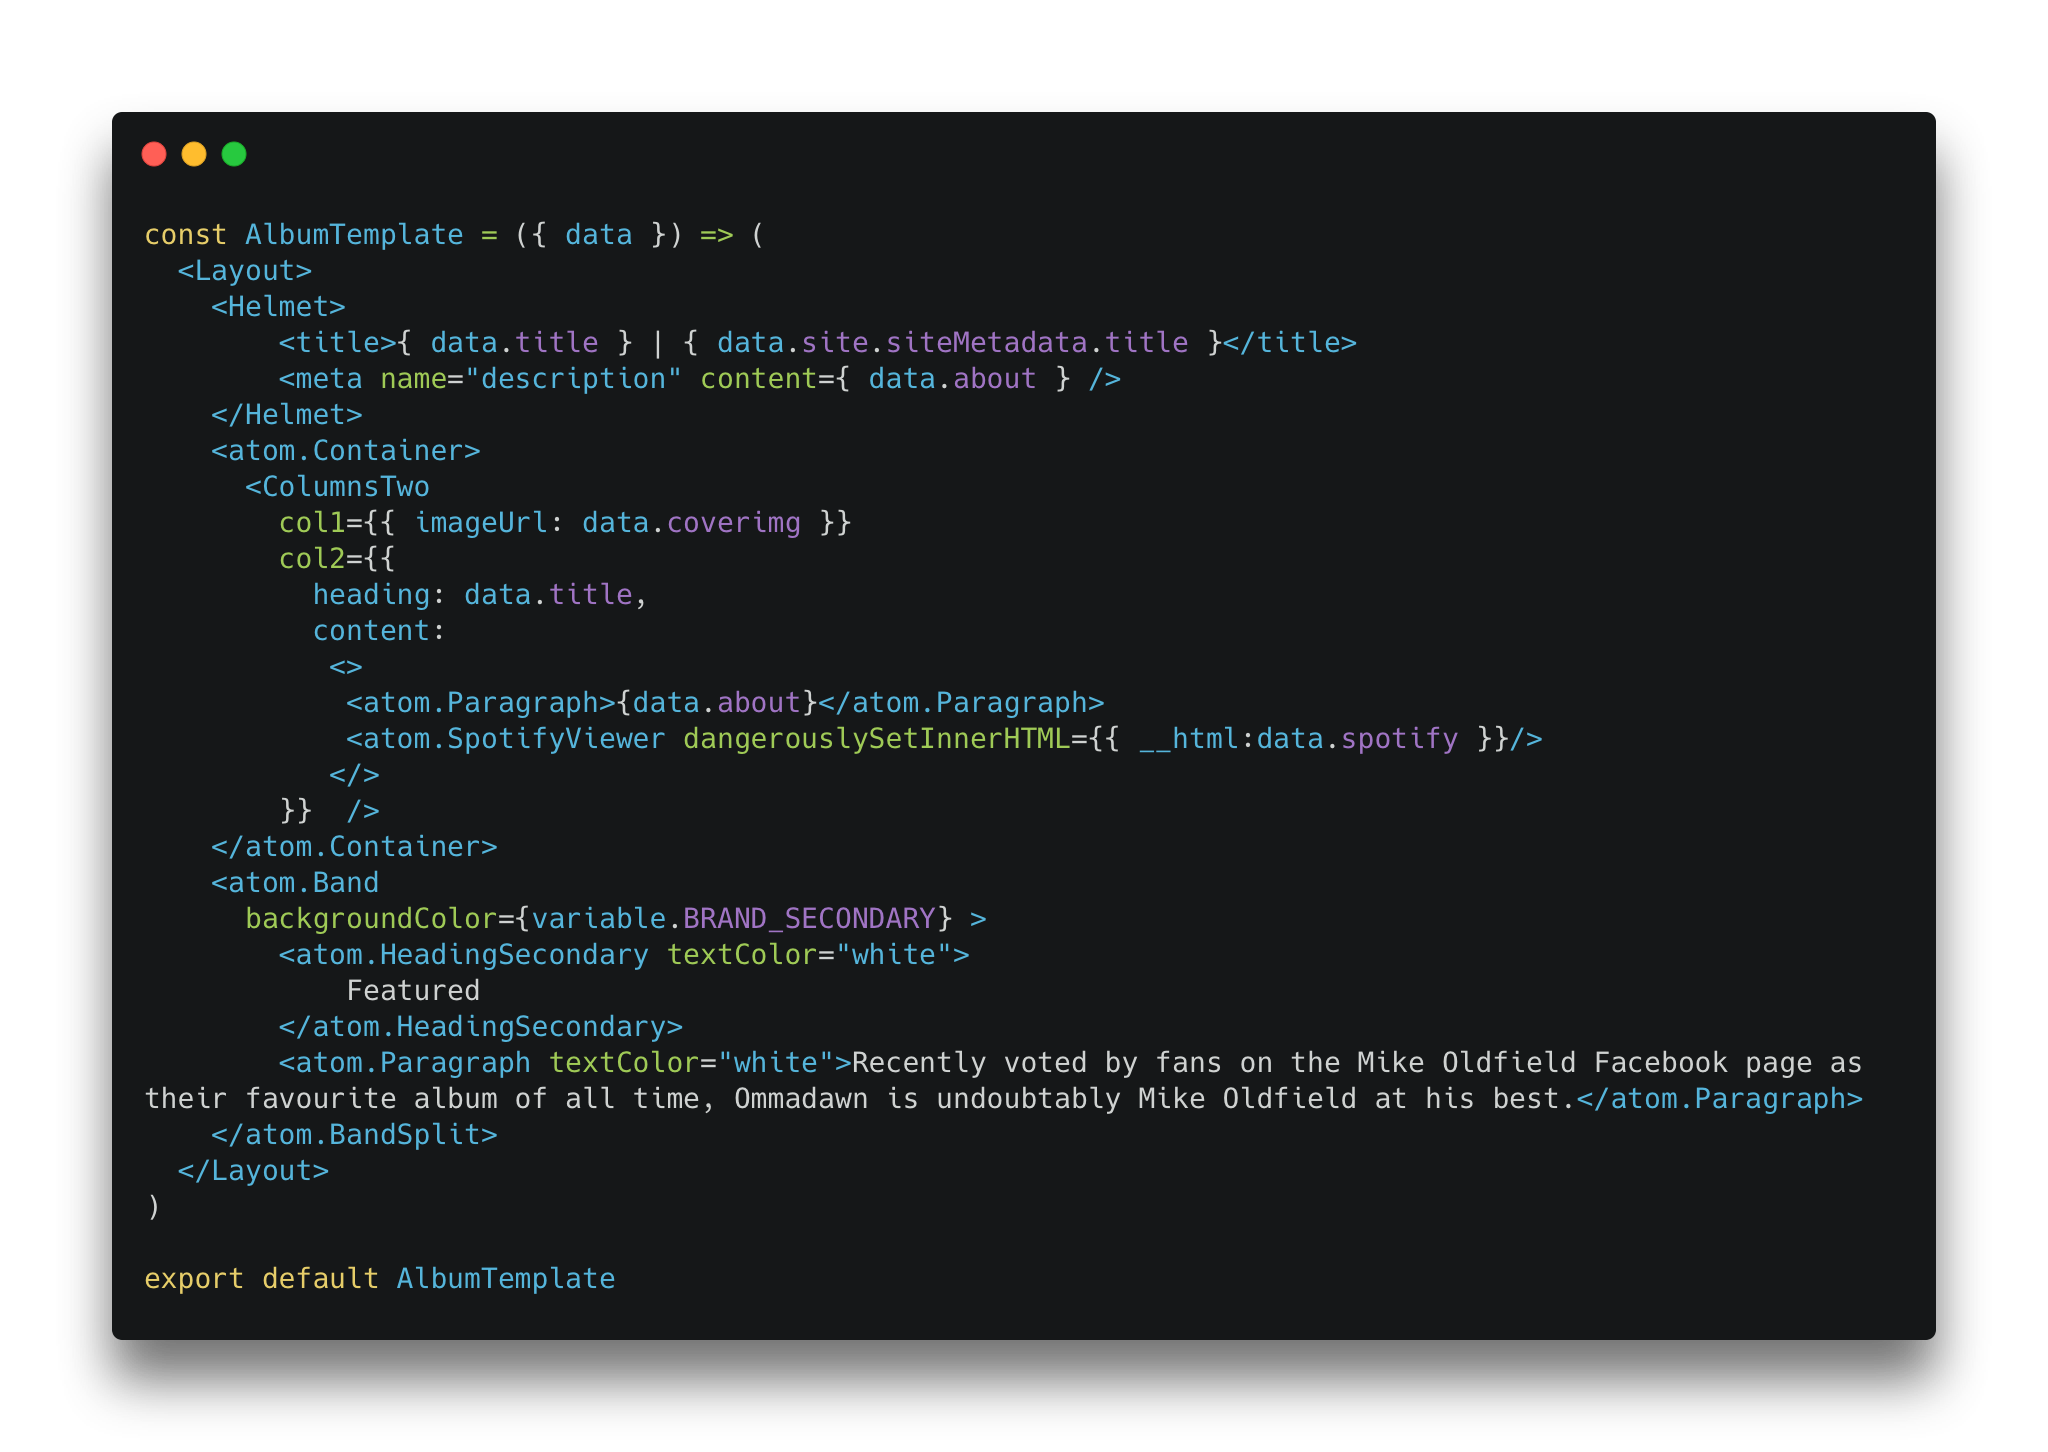 const AlbumTemplate = ({ data }) => (
  <Layout>
    <Helmet>
        <title>{ data.title } | { data.site.siteMetadata.title }</title>
        <meta name="description" content={ data.about } />
    </Helmet>
    <atom.Container>
      <ColumnsTwo
        col1={{ imageUrl: data.coverimg }}
        col2={{
          heading: data.title,
          content:
           <>
            <atom.Paragraph>{data.about}</atom.Paragraph>
            <atom.SpotifyViewer dangerouslySetInnerHTML={{ __html:data.spotify }}/>
           </>
        }}  />
    </atom.Container>
    <atom.Band
      backgroundColor={variable.BRAND_SECONDARY} >
        <atom.HeadingSecondary textColor="white">
            Featured
        </atom.HeadingSecondary>
        <atom.Paragraph textColor="white">Recently voted by fans on the Mike Oldfield Facebook page as
their favourite album of all time, Ommadawn is undoubtably Mike Oldfield at his best.</atom.Paragraph>
    </atom.BandSplit>
  </Layout>
)

export default AlbumTemplate